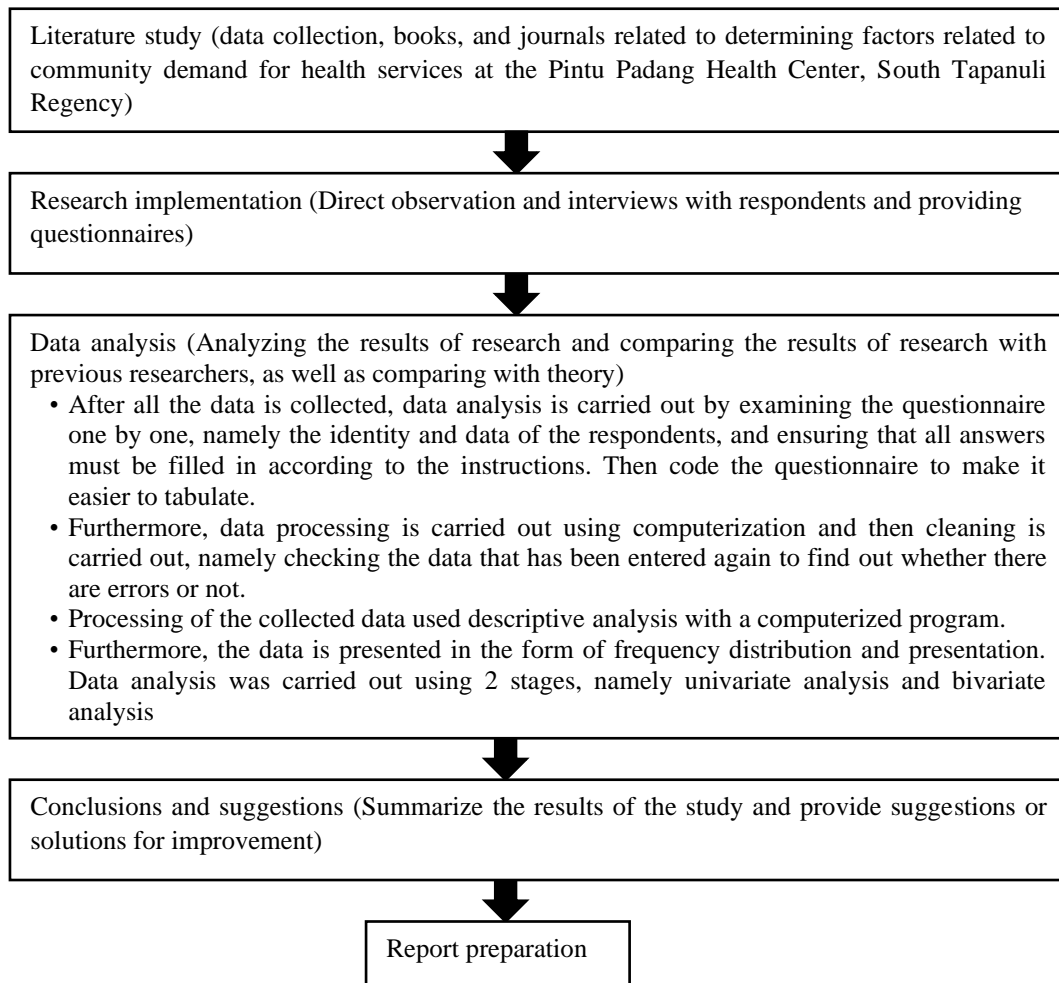 Literature study (data collection, books, and journals related to determining factors related to
community demand for health services at the Pintu Padang Health Center, South Tapanuli
Regency)
Research implementation (Direct observation and interviews with respondents and providing
questionnaires)
Data analysis (Analyzing the results of research and comparing the results of research with
previous researchers, as well as comparing with theory)
• After all the data is collected, data analysis is carried out by examining the questionnaire
one by one, namely the identity and data of the respondents, and ensuring that all answers
must be filled in according to the instructions. Then code the questionnaire to make it
easier to tabulate.
• Furthermore, data processing is carried out using computerization and then cleaning is
carried out, namely checking the data that has been entered again to find out whether there
are errors or not.
• Processing of the collected data used descriptive analysis with a computerized program.
• Furthermore, the data is presented in the form of frequency distribution and presentation.
Data analysis was carried out using 2 stages, namely univariate analysis and bivariate
analysis
Conclusions and suggestions (Summarize the results of the study and provide suggestions or
solutions for improvement)
Report preparation